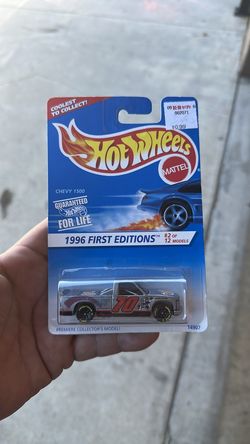 COOLEST
TO COLLECT!
HOT WHEELS
MATTEL
CHEVY 1500
GUARANTEED
FOR LIFE
1996 FIRST EDITIONS™
#2 OF
12 MODELS
70
PREMIERE COLLECTOR'S MODEL!